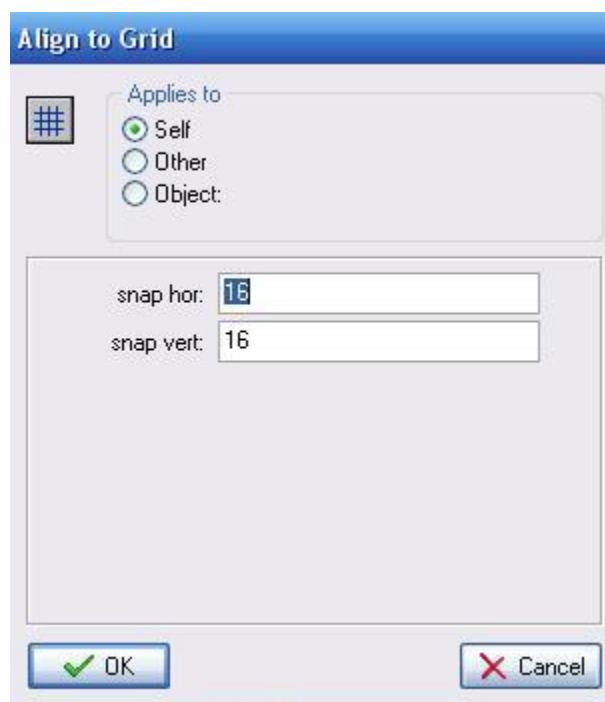 Align to Grid
Applies to
Self
Other
Object:
snap hor: 16
snap vert: 16
OK
Cancel